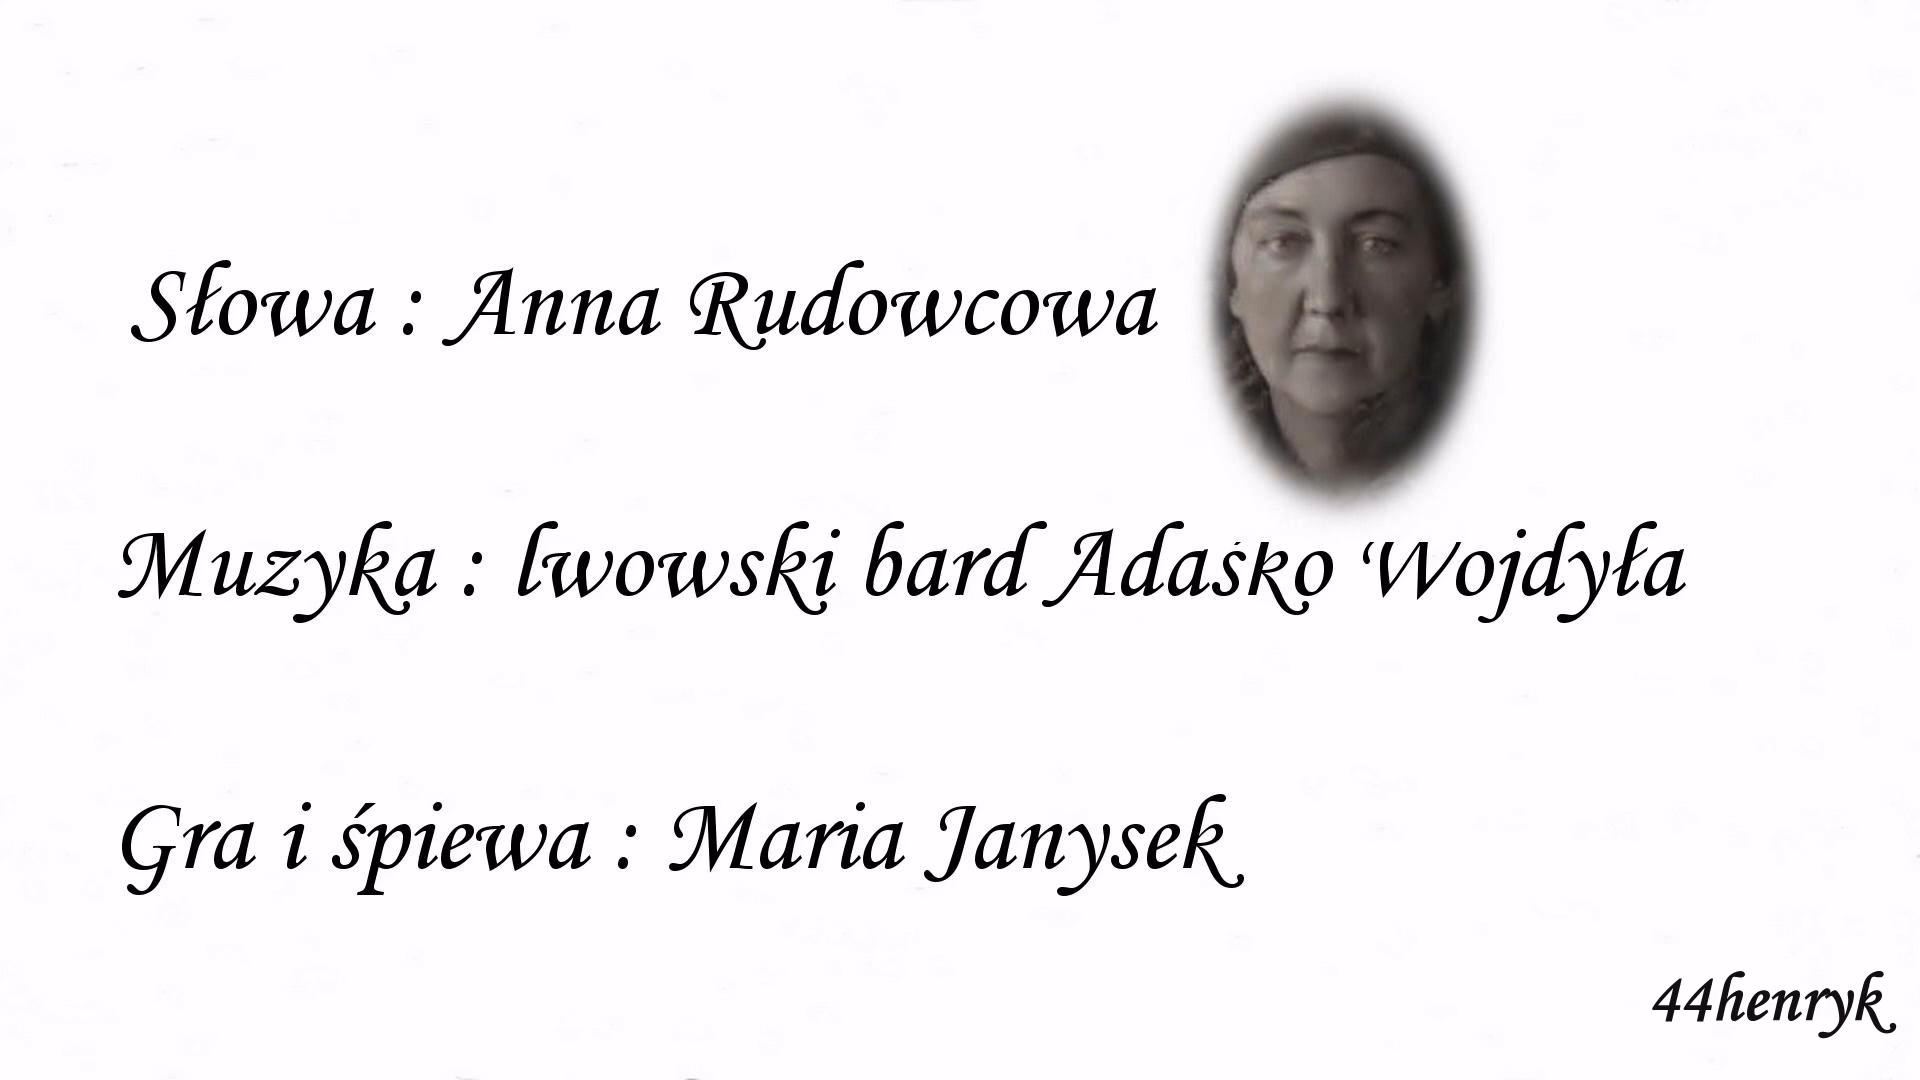 Słowa : Anna Rudowcowa
Muzyka : lwowski bard Adaśko Wojdyła
Gra i śpiewa : Maria Janysek
44henryk